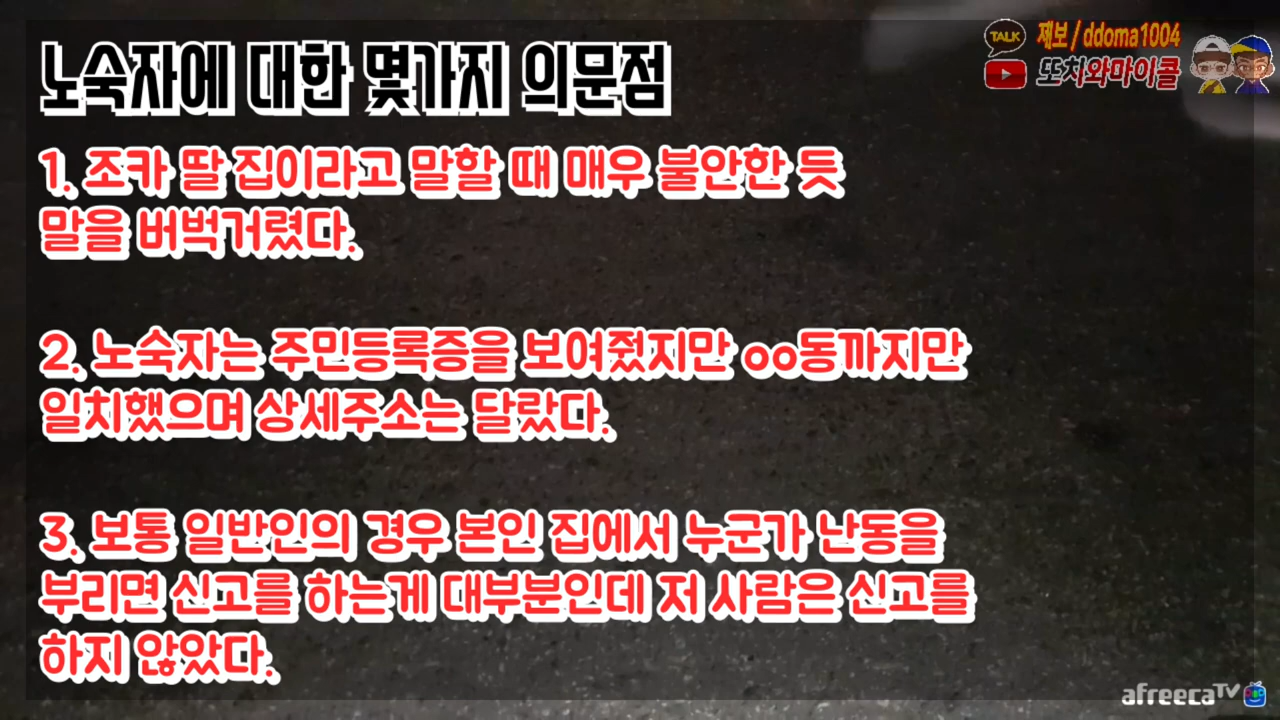 노숙자에 대한 몇가지 의문점
TALK 제보 / ddoma1004
또치와마이콜
1. 조카 딸 집이라고 말할 때 매우 불안한 듯
말을 버벅거렸다.
2. 노숙자는 주민등록증을 보여줬지만 oo동까지만
일치했으며 상세주소는 달랐다.
3. 보통 일반인의 경우 본인 집에서 누군가 난동을
부리면 신고를 하는게 대부분인데 저 사람은 신고를
하지 않았다.
afreecaTV